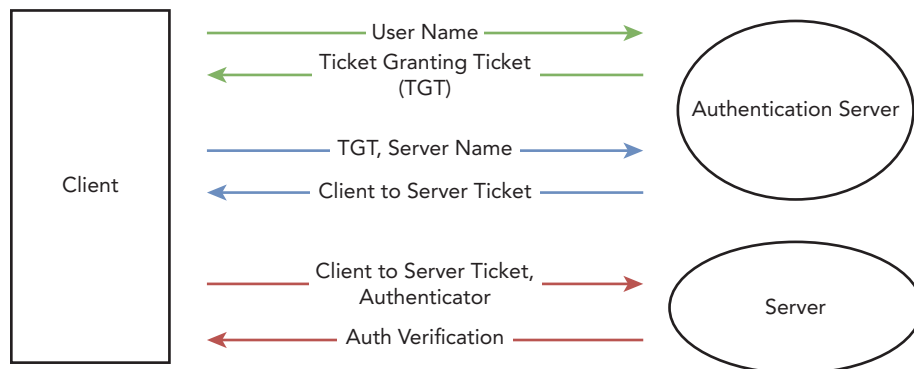 User Name
Ticket Granting Ticket
(TGT)
Authentication Server
TGT, Server Name
Client
Client to Server Ticket
Client to Server Ticket,
Authenticator
Server
Auth Verification